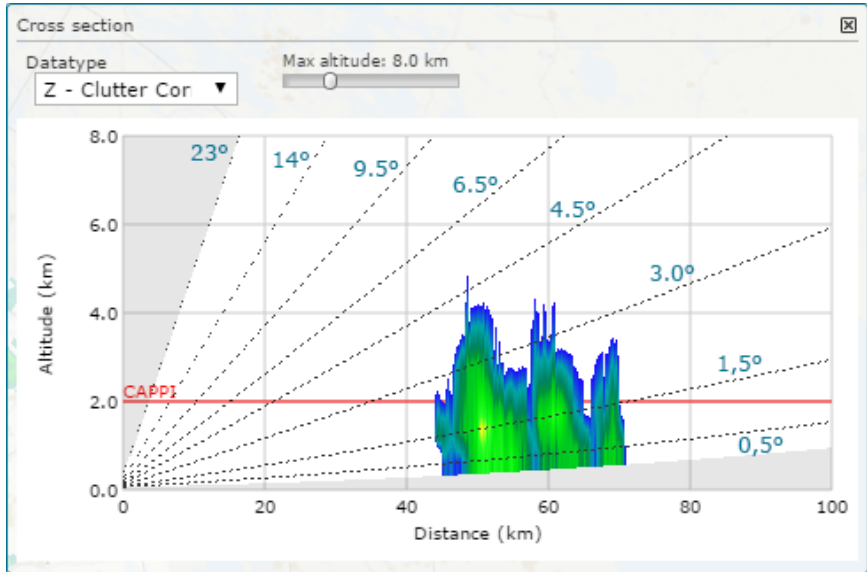 Cross section
Datatype
Max altitude: 8.0 km
Z - Clutter Cor
8.0
23º
14º
9.5º
6.5º
4.5º
6.0
3.0º
4.0
1,5º
CAPPI
2.0
0,5º
0.0
0
20
40
60
80
100
Altitude (km)
Distance (km)